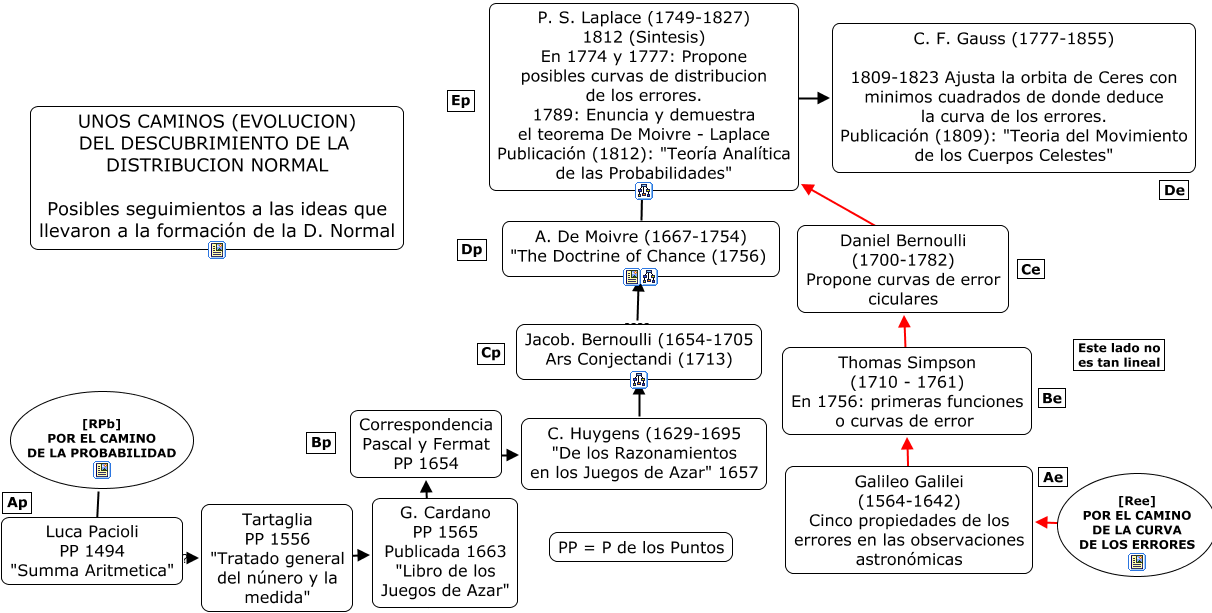 UNOS CAMINOS (EVOLUCION)
DEL DESCUBRIMIENTO DE LA
DISTRIBUCION NORMAL
Posibles seguimientos a las ideas que
llevaron a la formación de la D. Normal
Ep
P. S. Laplace (1749-1827)
1812 (Sintesis)
En 1774 y 1777: Propone
posibles curvas de distribucion
de los errores.
1789: Enuncia y demuestra
el teorema De Moivre - Laplace
Publicación (1812): "Teoría Analítica
de las Probabilidades"
C. F. Gauss (1777-1855)
1809-1823 Ajusta la orbita de Ceres con
minimos cuadrados de donde deduce
la curva de los errores.
Publicación (1809): "Teoria del Movimiento
de los Cuerpos Celestes"
De
Dp
A. De Moivre (1667-1754)
"The Doctrine of Chance (1756)
Daniel Bernoulli
(1700-1782)
Propone curvas de error
ciculares
Ce
Cp
Jacob. Bernoulli (1654-1705
Ars Conjectandi (1713)
Thomas Simpson
(1710 - 1761)
En 1756: primeras funciones
o curvas de error
Este lado no
es tan lineal
Be
[RPb]
POR EL CAMINO
DE LA PROBABILIDAD
Bp
Correspondencia
Pascal y Fermat
PP 1654
C. Huygens (1629-1695
"De los Razonamientos
en los Juegos de Azar" 1657
Galileo Galilei
(1564-1642)
Cinco propiedades de los
errores en las observaciones
astronómicas
Ae
[Ree]
POR EL CAMINO
DE LA CURVA
DE LOS ERRORES
Ap
Luca Pacioli
PP 1494
"Summa Aritmetica"
Tartaglia
PP 1556
"Tratado general
del núnero y la
medida"
G. Cardano
PP 1565
Publicada 1663
"Libro de los
Juegos de Azar"
PP = P de los Puntos